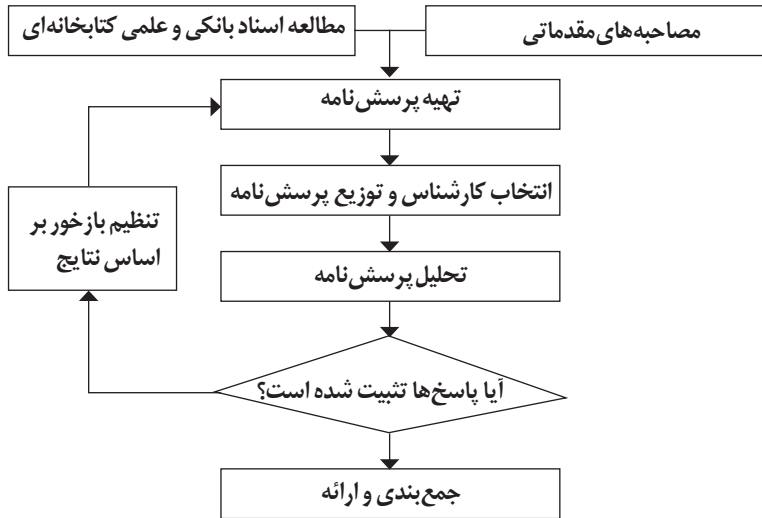 مصاحبه‌های مقدماتی
مطالعه اسناد بانکی و علمی کتابخانه‌ای
تهیه پرسش‌نامه
انتخاب کارشناس و توزیع پرسش‌نامه
تنظیم بازخور بر
اساس نتایج
تحلیل پرسش‌نامه
آیا پاسخ‌ها تثبیت شده است؟
جمع‌بندی و ارائه